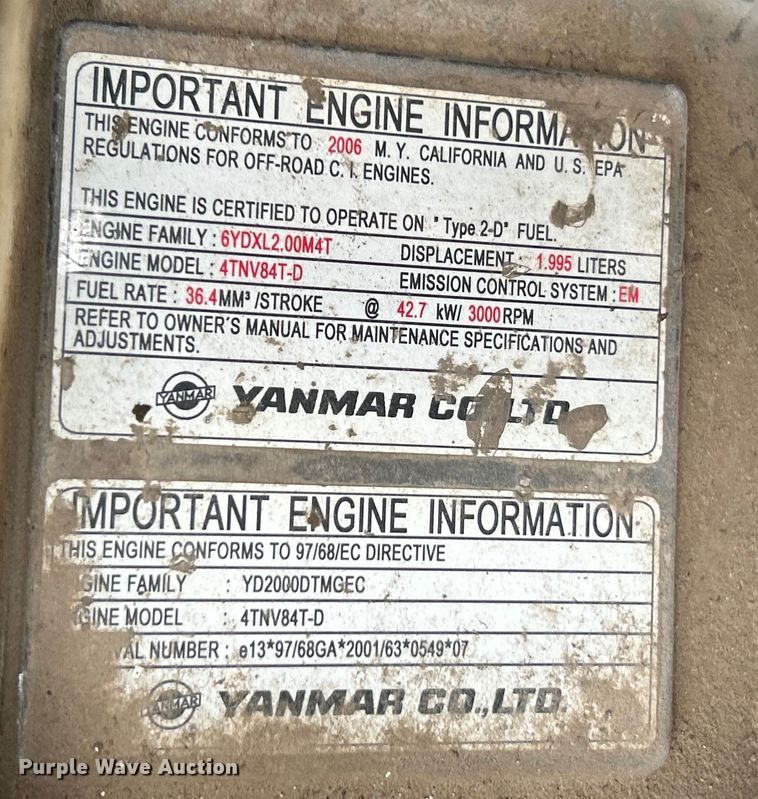 IMPORTANT ENGINE INFORMATION
THIS ENGINE CONFORMS TO 2006 M. Y. CALIFORNIA AND U. S. EPA
REGULATIONS FOR OFF-ROAD C. I. ENGINES.
THIS ENGINE IS CERTIFIED TO OPERATE ON "Type 2-D" FUEL.
ENGINE FAMILY : 6YDXL2.00M4T DISPLACEMENT : 1.995 LITERS
ENGINE MODEL : 4TNV84T-D EMISSION CONTROL SYSTEM : EM
FUEL RATE : 36.4MM³ /STROKE @ 42.7 kW/ 3000RPM
REFER TO OWNER'S MANUAL FOR MAINTENANCE SPECIFICATIONS AND
ADJUSTMENTS.
YANMAR YANMAR CO.,LTD.
IMPORTANT ENGINE INFORMATION
THIS ENGINE CONFORMS TO 97/68/EC DIRECTIVE
GINE FAMILY : YD2000DTMGEC
GINE MODEL : 4TNV84T-D
VAL NUMBER : e13*97/68GA*2001/63*0549*07
YANMAR YANMAR CO.,LTD.
Purple Wave Auction